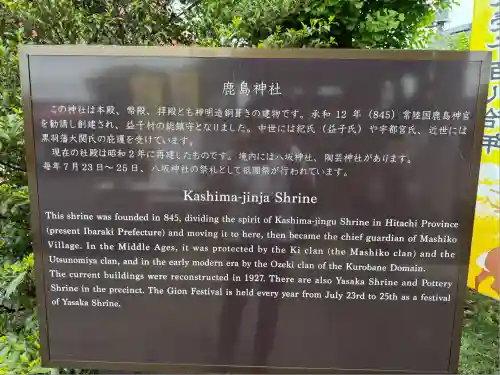 鹿島神社
この神社は本殿、幣殿、拝殿とも神明造銅葺きの建物です。承和 12 年（845）常陸国鹿島神宮
を勧請し創建され、益子村の総鎮守となりました。中世には紀氏（益子氏）や宇都宮氏、近世には
黒羽藩大関氏の庇護を受けています。
現在の社殿は昭和２年に再建したものです。境内には八坂神社、陶芸神社があります。
毎年７月 23 日～ 25 日、八坂神社の祭礼として祇園祭が行われています。
Kashima-jinja Shrine
This shrine was founded in 845, dividing the spirit of Kashima-jingu Shrine in Hitachi Province
(present Ibaraki Prefecture) and moving it to here, then became the chief guardian of Mashiko
Village. In the Middle Ages, it was protected by the Ki clan (the Mashiko clan) and the
Utsunomiya clan, and in the early modern era by the Ozeki clan of the Kurobane Domain.
The current buildings were reconstructed in 1927. There are also Yasaka Shrine and Pottery
Shrine in the precinct. The Gion Festival is held every year from July 23rd to 25th as a festival
of Yasaka Shrine.